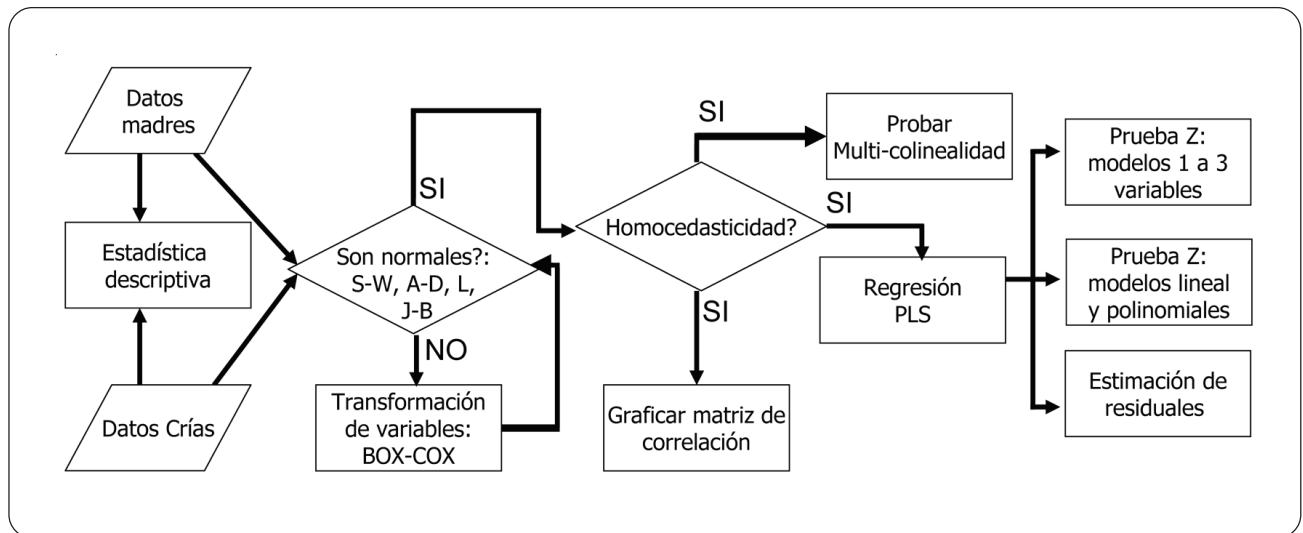 Datos
madres
Estadística
descriptiva
Datos Crías
Son normales?:
S-W, A-D, L,
J-B
SI
NO
Transformación
de variables:
BOX-COX
Homocedasticidad?
SI
Probar
Multi-colinealidad
SI
Regresión
PLS
SI
Graficar matriz de
correlación
Prueba Z:
modelos 1 a 3
variables
Prueba Z:
modelos lineal
y polinomiales
Estimación de
residuales